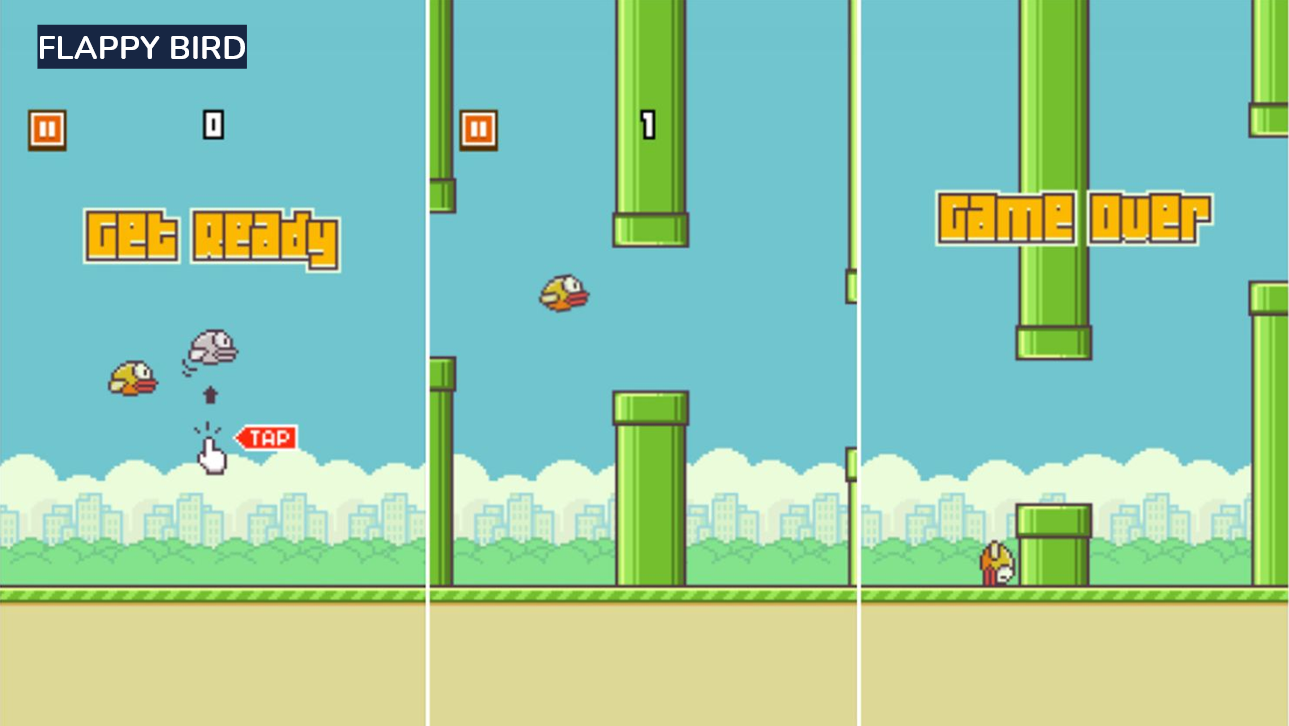 FLAPPY BIRD
0
Get Ready
TAP
1
Game Over